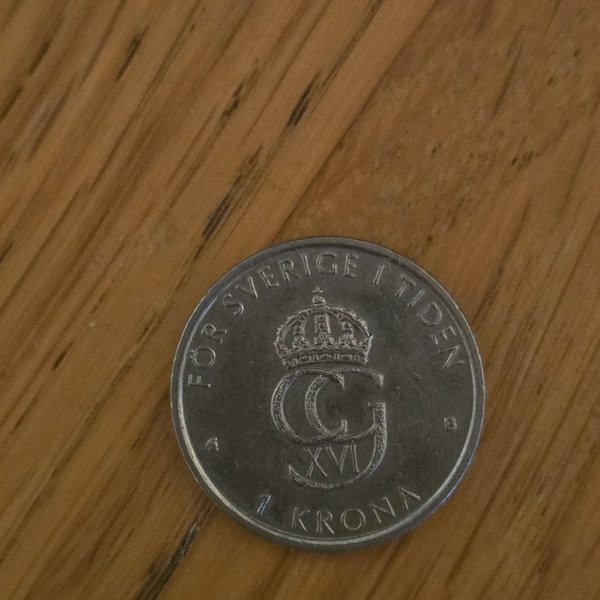 FÖR SVERIGE I TIDEN
CG
XVI
B
1 KRONA